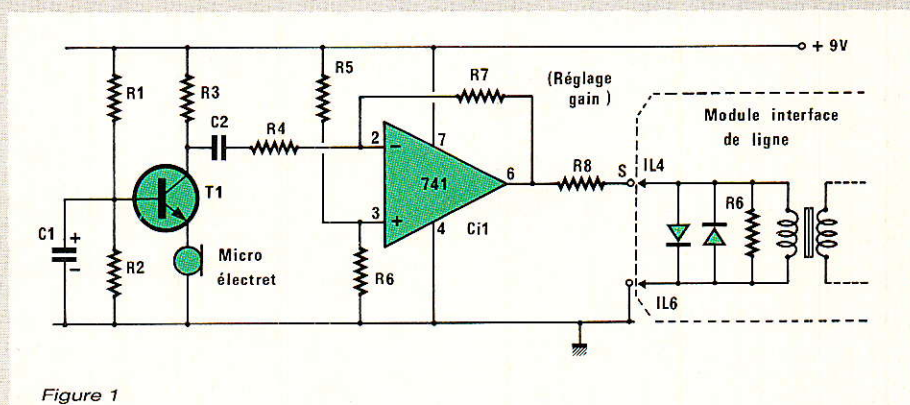 + 9V
R1
R3
R5
R7
(Réglage
gain )
Module interface
de ligne
C2
R4
2
7
T1
741
6
R8
S
IL4
R6
C1
+
-
R2
Micro
électret
3
+
4
Ci1
R6
IL6
Figure 1